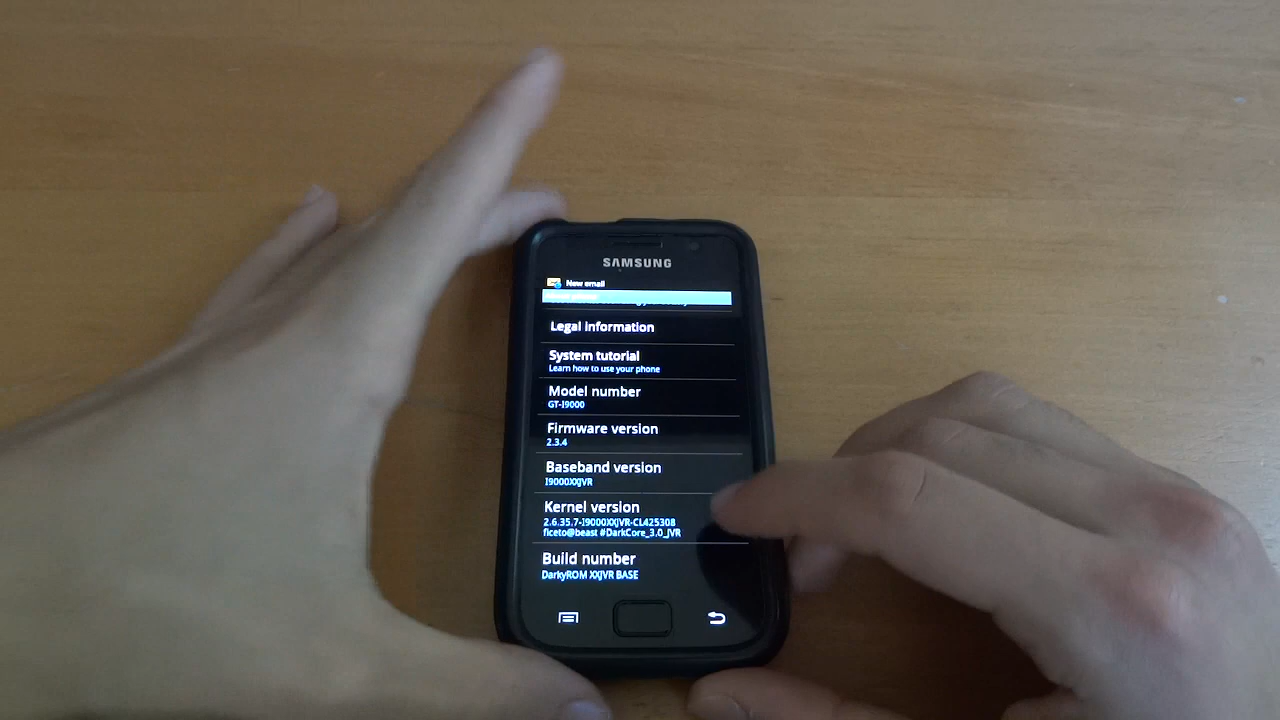 SAMSUNG
New email
Legal information
System tutorial
Learn how to use your phone
Model number
GT-I9000
Firmware version
2.3.4
Baseband version
I9000XXJVR
Kernel version
2.6.35.7-I9000XXJVR-CL425308
ficeto@beast #DarkCore_3.0_JVR
Build number
DarkyROM XXJVR BASE